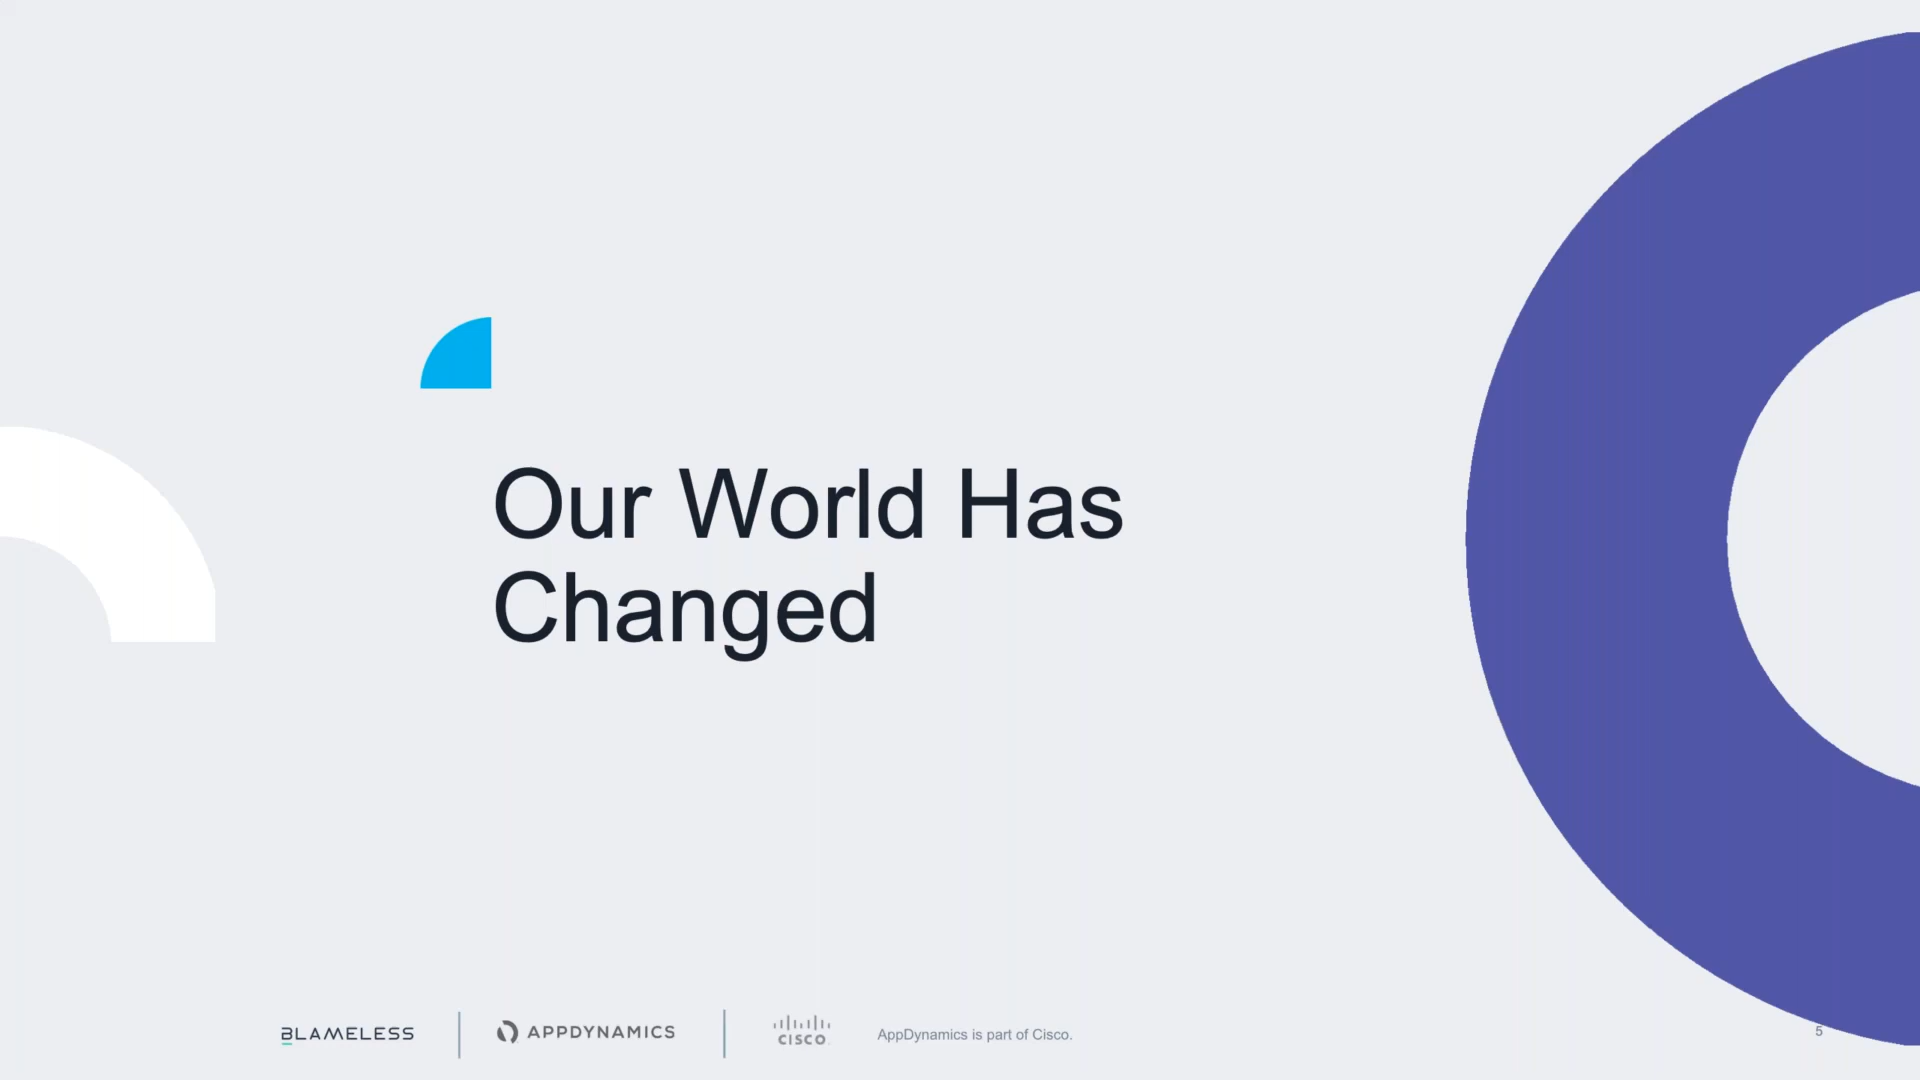 Our World Has
Changed
BLAMELESS
APPDYNAMICS
CISCO
AppDynamics is part of Cisco.
5